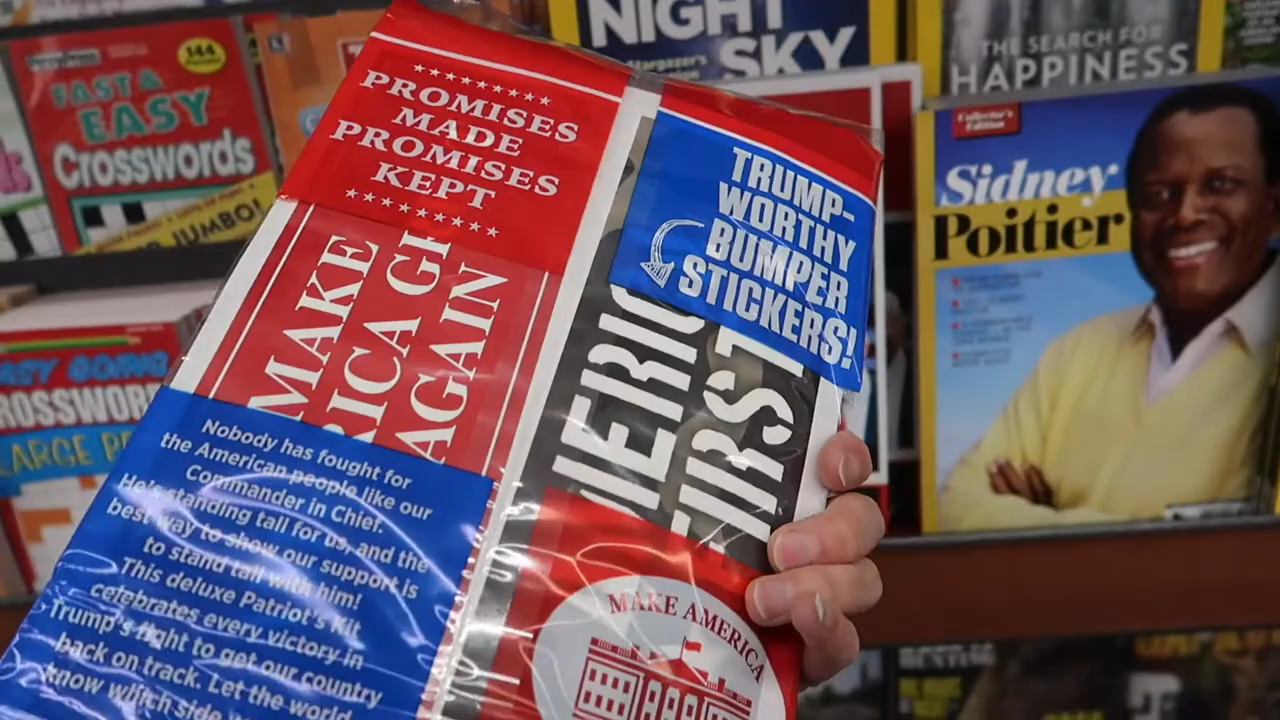 NIGHT
SKY
THE SEARCH FOR
HAPPINESS
144
FAST &
EASY
Crosswords
JUMBO!
PROMISES
MADE
PROMISES
KEPT
MAKE
RICA GR
AGAIN
TRUMP-
WORTHY
BUMPER
STICKERS!
MERIC
FIRST
Nobody has fought for
the American people like our
Commander in Chief.
He's standing tall for us, and the
best way to show our support is
to stand tall with him!
This deluxe Patriot's Kit
celebrates every victory in
Trump's fight to get our country
back on track. Let the world
know which side
MAKE AMERICA
Collector's
Edition
Sidney
Poitier
EASY GOING
CROSSWORD
LARGE